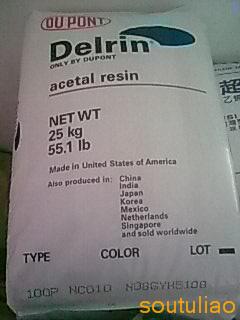 DUPONT
Delrin
ONLY BY DUPONT
acetal resin
NET WT
25 kg
55.1 lb
Made in United States of America
Also produced in: China
India
Japan
Korea
Mexico
Netherlands
Singapore
and sold worldwide
TYPE COLOR LOT
100P NC010
超
soutuliao